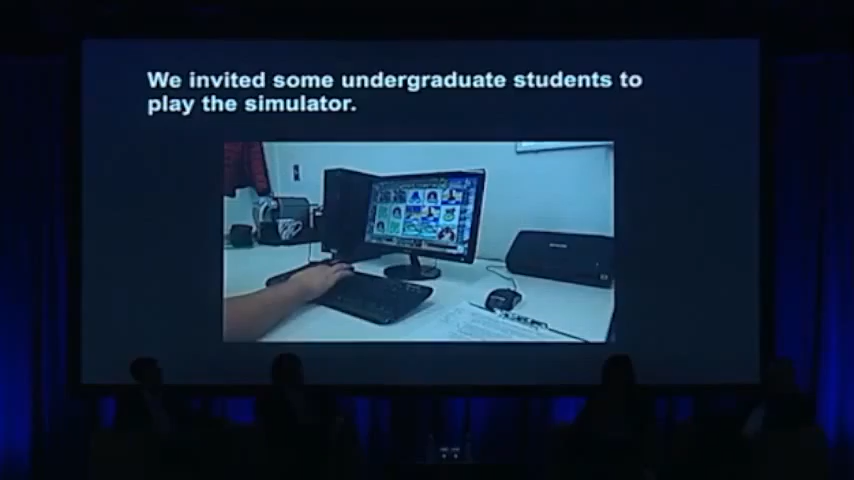 We invited some undergraduate students to
play the simulator.